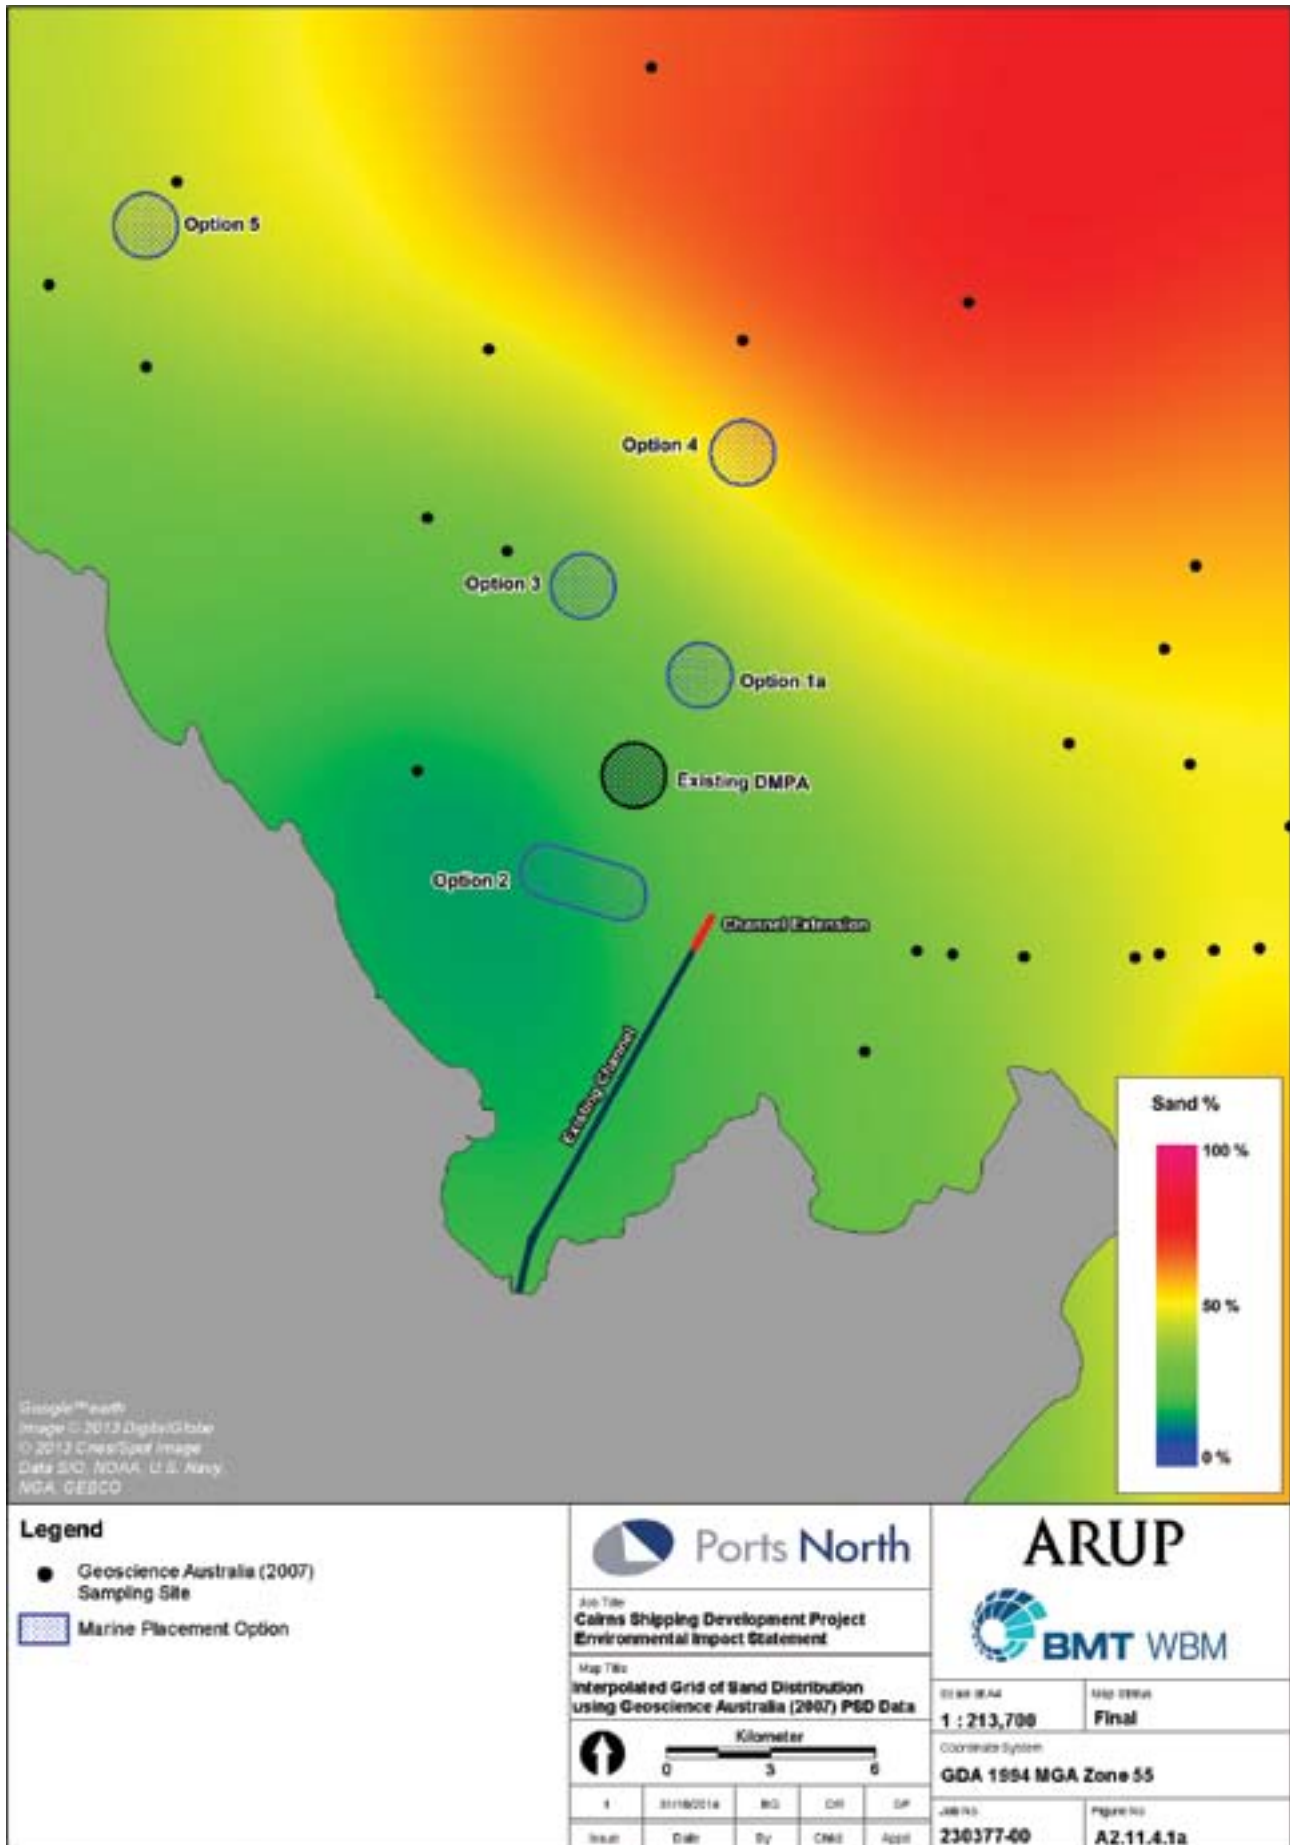 Option 5
Option 4
Option 3
Option 1a
Existing DMPA
Option 2
Channel Extension
Existing Channel
Sand %
100 %
50 %
0 %
Google™earth
Image © 2013 DigitalGlobe
© 2013 Cnes/Spot Image
Data SIO, NOAA, U.S. Navy,
NGA, GEBCO
Legend
Geoscience Australia (2007)
Sampling Site
Marine Placement Option
Ports North
Job Title
Cairns Shipping Development Project
Environmental Impact Statement
Map Title
Interpolated Grid of Sand Distribution
using Geoscience Australia (2007) PSD Data
Kilometer
0 3 6
Issue Date By Chkd Appd
ARUP
BMT WBM
Scale at A4
1 : 213,700
Map Status
Final
Coordinate System
GDA 1994 MGA Zone 55
Job No
230377-00
Figure No
A2.11.4.1a